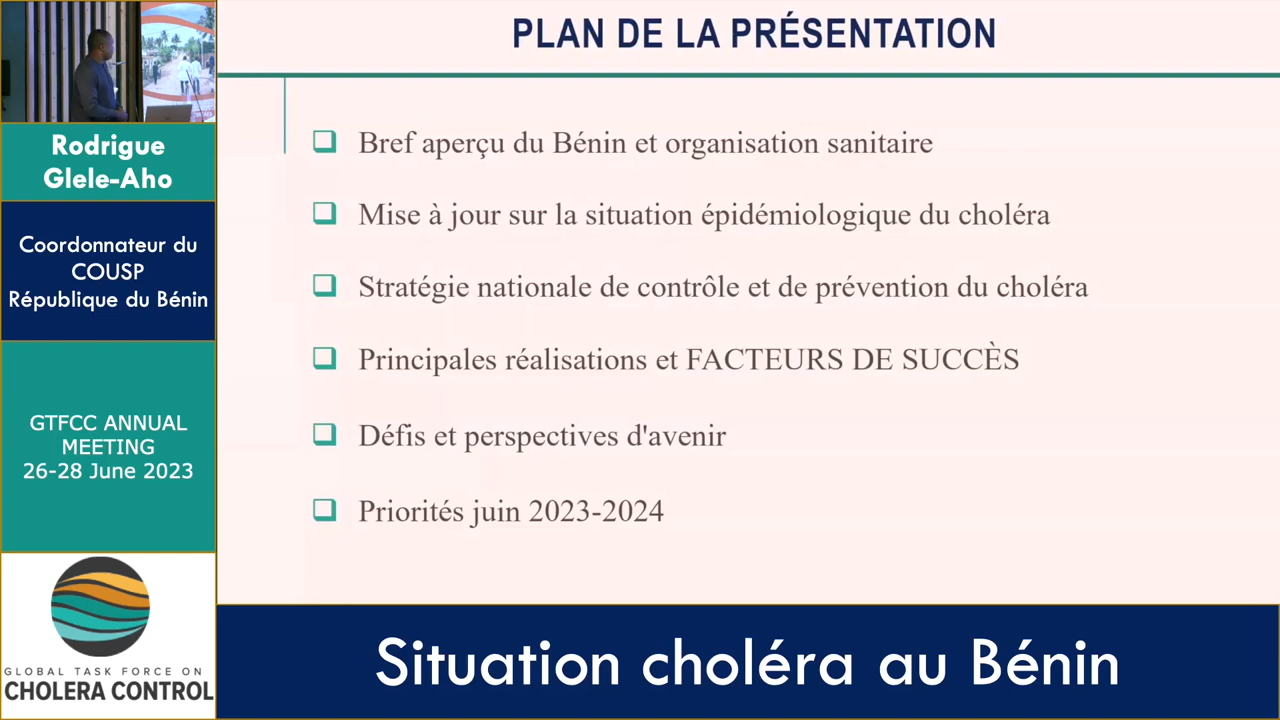 PLAN DE LA PRÉSENTATION
Bref aperçu du Bénin et organisation sanitaire
Mise à jour sur la situation épidémiologique du choléra
Stratégie nationale de contrôle et de prévention du choléra
Principales réalisations et FACTEURS DE SUCCÈS
Défis et perspectives d'avenir
Priorités juin 2023-2024
Rodrigue
Glele-Aho
Coordonnateur du
COUSP
République du Bénin
GTFCC ANNUAL
MEETING
26-28 June 2023
GLOBAL TASK FORCE ON
CHOLERA CONTROL
Situation choléra au Bénin